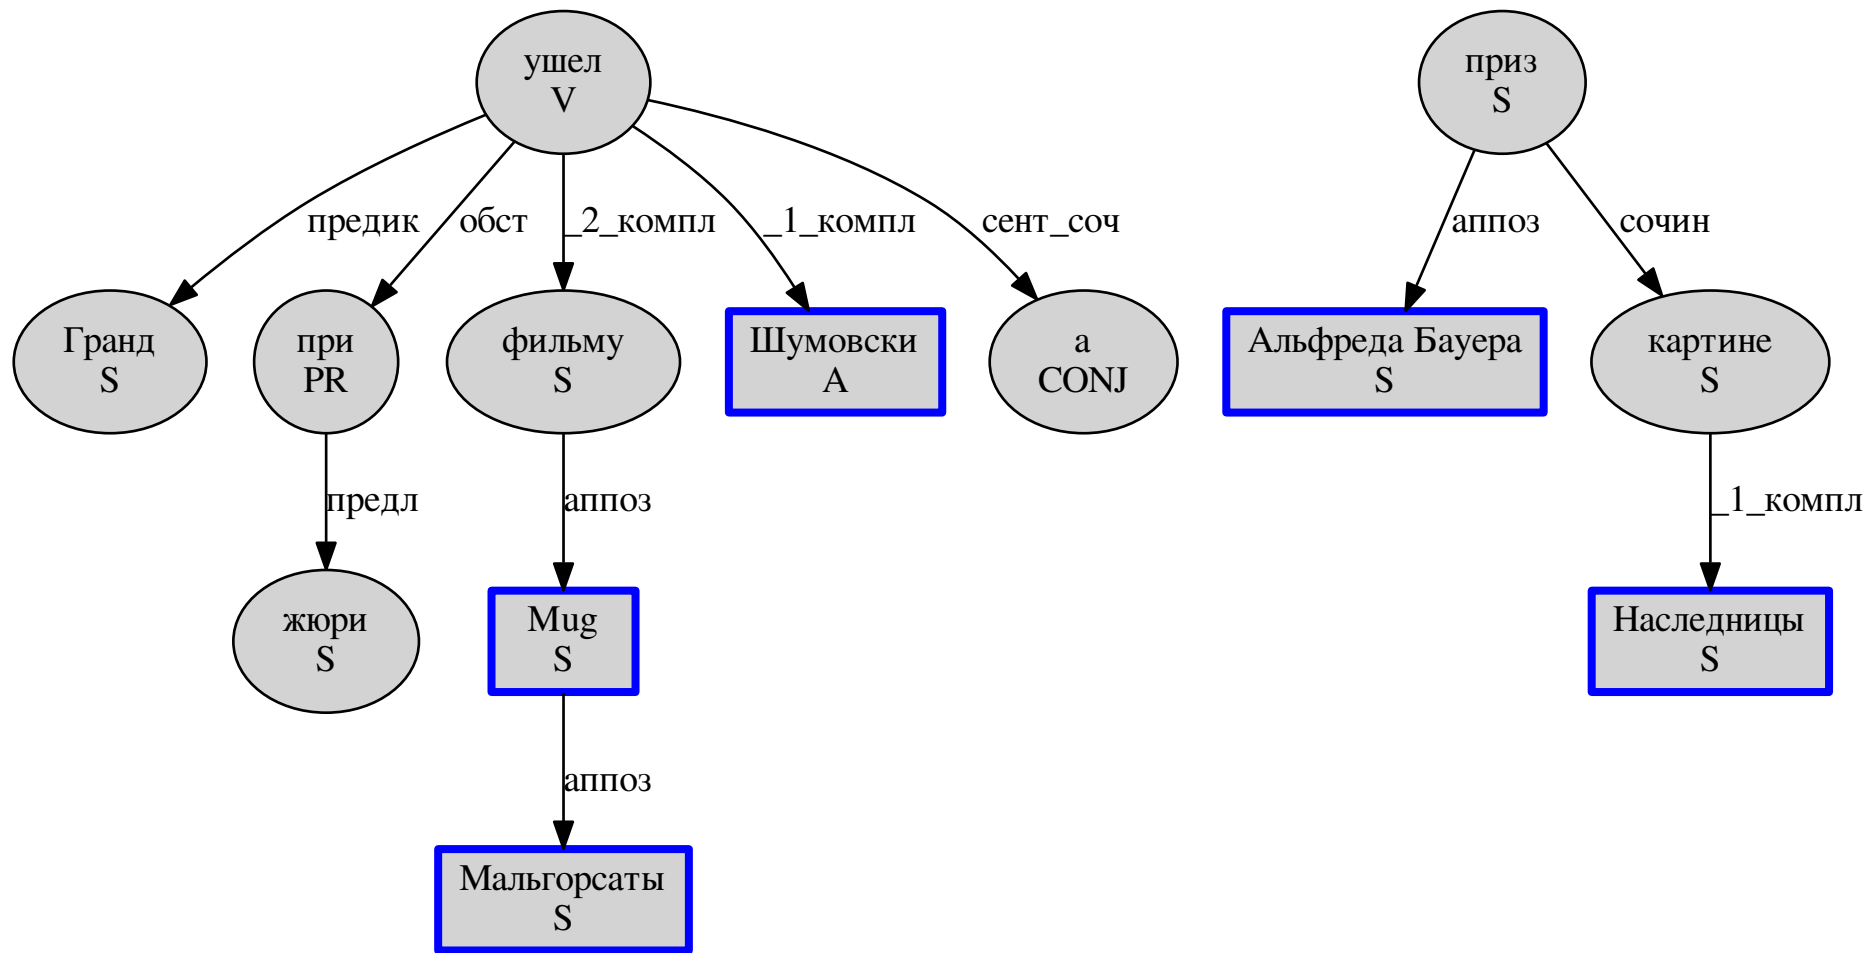 ушел
V
приз
S
предик
обст
_2_компл
_1_компл
сент_соч
аппоз
сочин
Гранд
S
при
PR
фильму
S
Шумовски
A
а
CONJ
Альфреда Бауера
S
картине
S
предл
аппоз
_1_компл
жюри
S
Mug
S
Наследницы
S
аппоз
Мальгорсаты
S